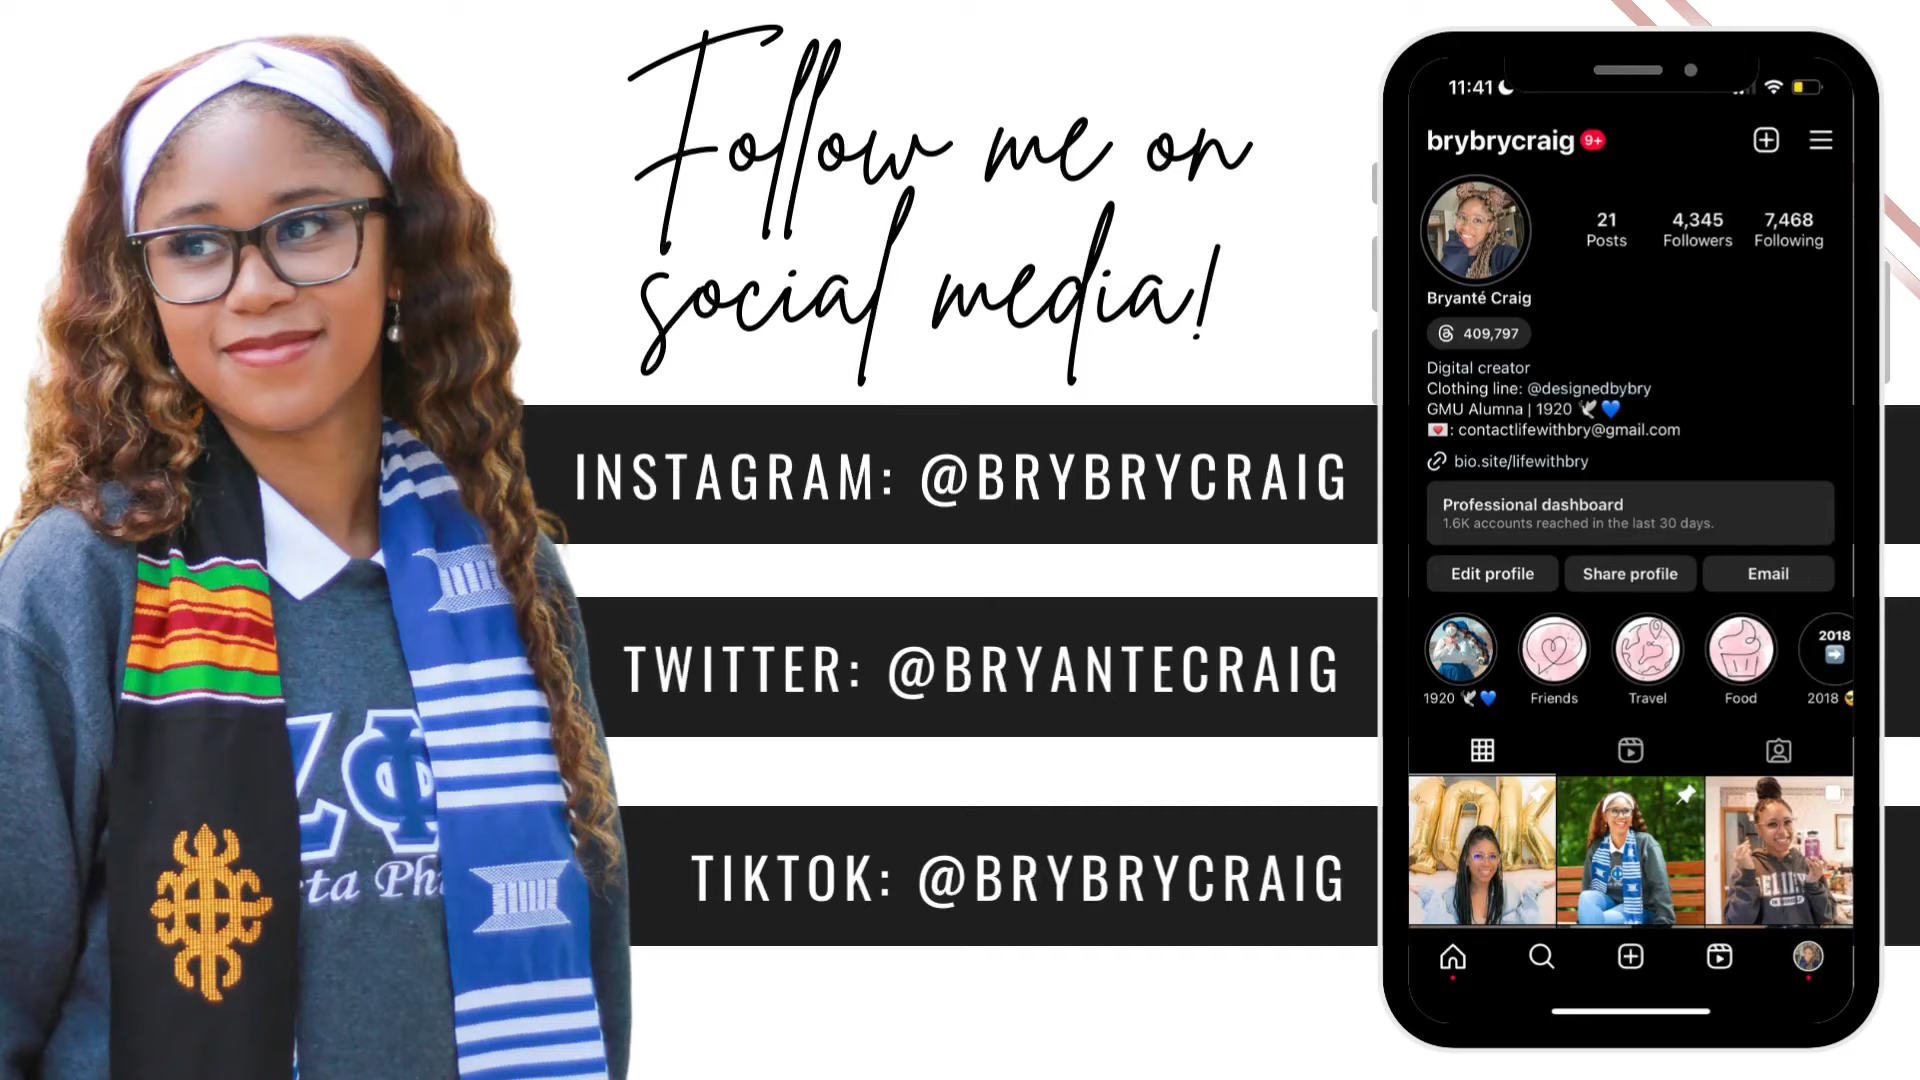 Follow me on
social media!
INSTAGRAM: @BRYBRYCRAIG
TWITTER: @BRYANTECRAIG
TIKTOK: @BRYBRYCRAIG
ZΦ
eta Ph
11:41
brybrycraig 9+
21 4,345 7,468
Posts Followers Following
Bryanté Craig
409,797
Digital creator
Clothing line: @designedbybry
GMU Alumna | 1920 🕊️💙
💌: contactlifewithbry@gmail.com
bio.site/lifewithbry
Professional dashboard
1.6K accounts reached in the last 30 days.
Edit profile Share profile Email
2018
➡️
1920 🕊️💙 Friends Travel Food 2018 😎
10K